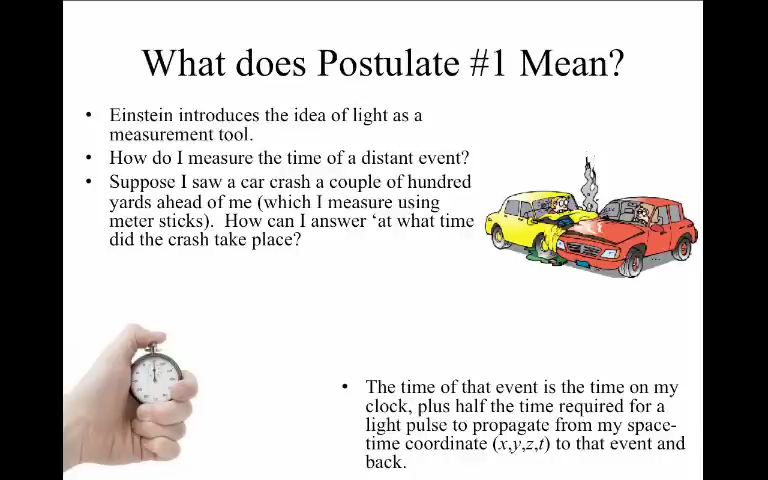 What does Postulate #1 Mean?
• Einstein introduces the idea of light as a
measurement tool.
• How do I measure the time of a distant event?
• Suppose I saw a car crash a couple of hundred
yards ahead of me (which I measure using
meter sticks). How can I answer ‘at what time
did the crash take place?
• The time of that event is the time on my
clock, plus half the time required for a
light pulse to propagate from my space-
time coordinate (x,y,z,t) to that event and
back.